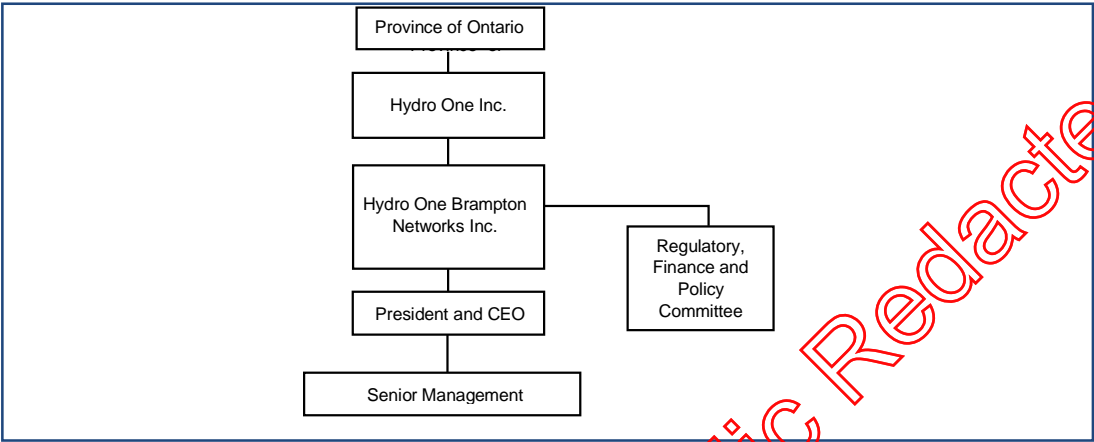 Province of Ontario
Hydro One Inc.
Hydro One Brampton
Networks Inc.
Regulatory,
Finance and
Policy
Committee
President and CEO
Senior Management
Redacte